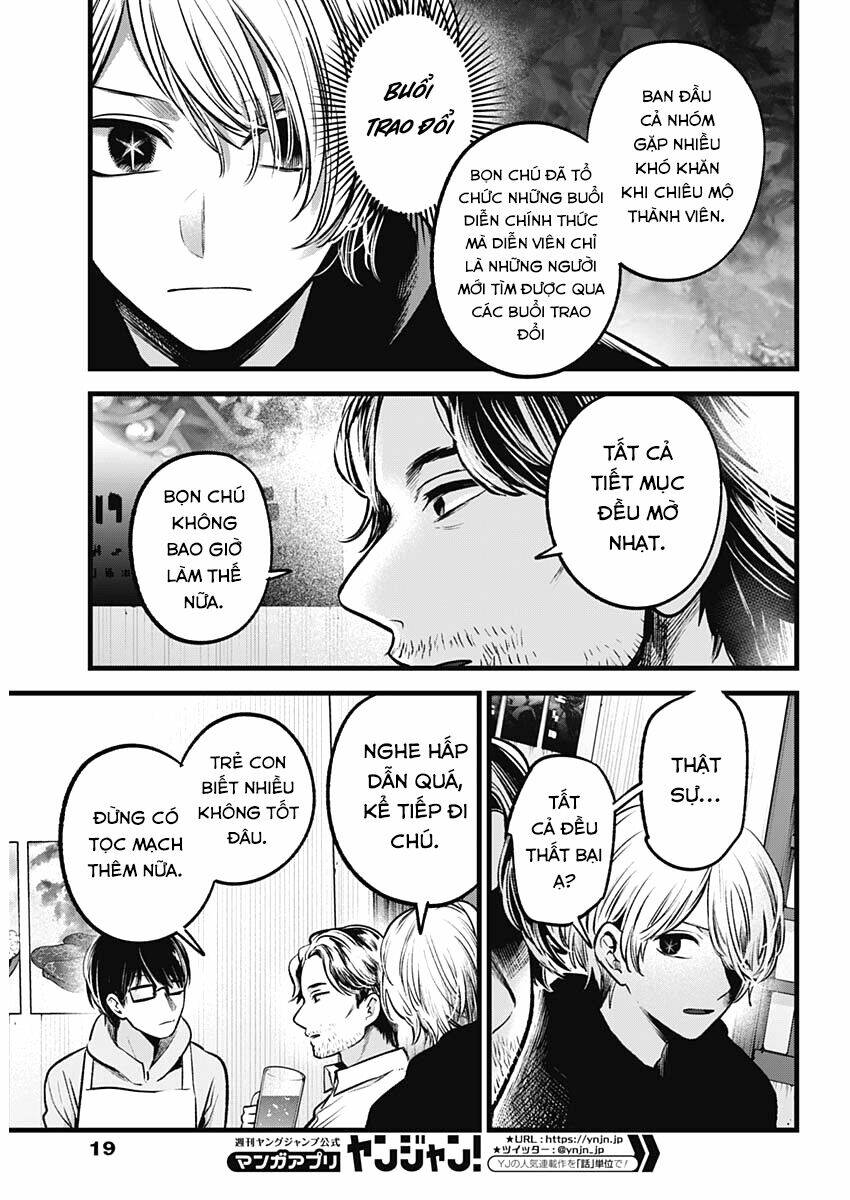 BAN ĐẦU
CẢ NHÓM
GẶP NHIỀU
KHÓ KHĂN
KHI CHIÊU MỘ
THÀNH VIÊN.
BỌN CHÚ ĐÃ TỔ
CHỨC NHỮNG BUỔI
DIỄN CHÍNH THỨC
MÀ DIỄN VIÊN CHỈ
LÀ NHỮNG NGƯỜI
MỚI TÌM ĐƯỢC QUA
CÁC BUỔI TRAO
ĐỔI
BUỔI
TRAO ĐỔI
TẤT CẢ
TIẾT MỤC
ĐỀU MỜ
NHẠT.
BỌN CHÚ
KHÔNG
BAO GIỜ
LÀM THẾ
NỮA.
THẬT
SỰ...
TẤT
CẢ ĐỀU
THẤT BẠI
Ạ?
NGHE HẤP
DẪN QUÁ,
KỂ TIẾP ĐI
CHÚ.
TRẺ CON
BIẾT NHIỀU
KHÔNG TỐT
ĐÂU.
ĐỪNG CÓ
TỌC MẠCH
THÊM NỮA.
19
週刊ヤングジャンプ公式
マンガアプリ
ヤンジャン!
★URL:https://ynjn.jp
★ツイッター:@ynjn_jp
YJの人気連載作を「話」単位で!